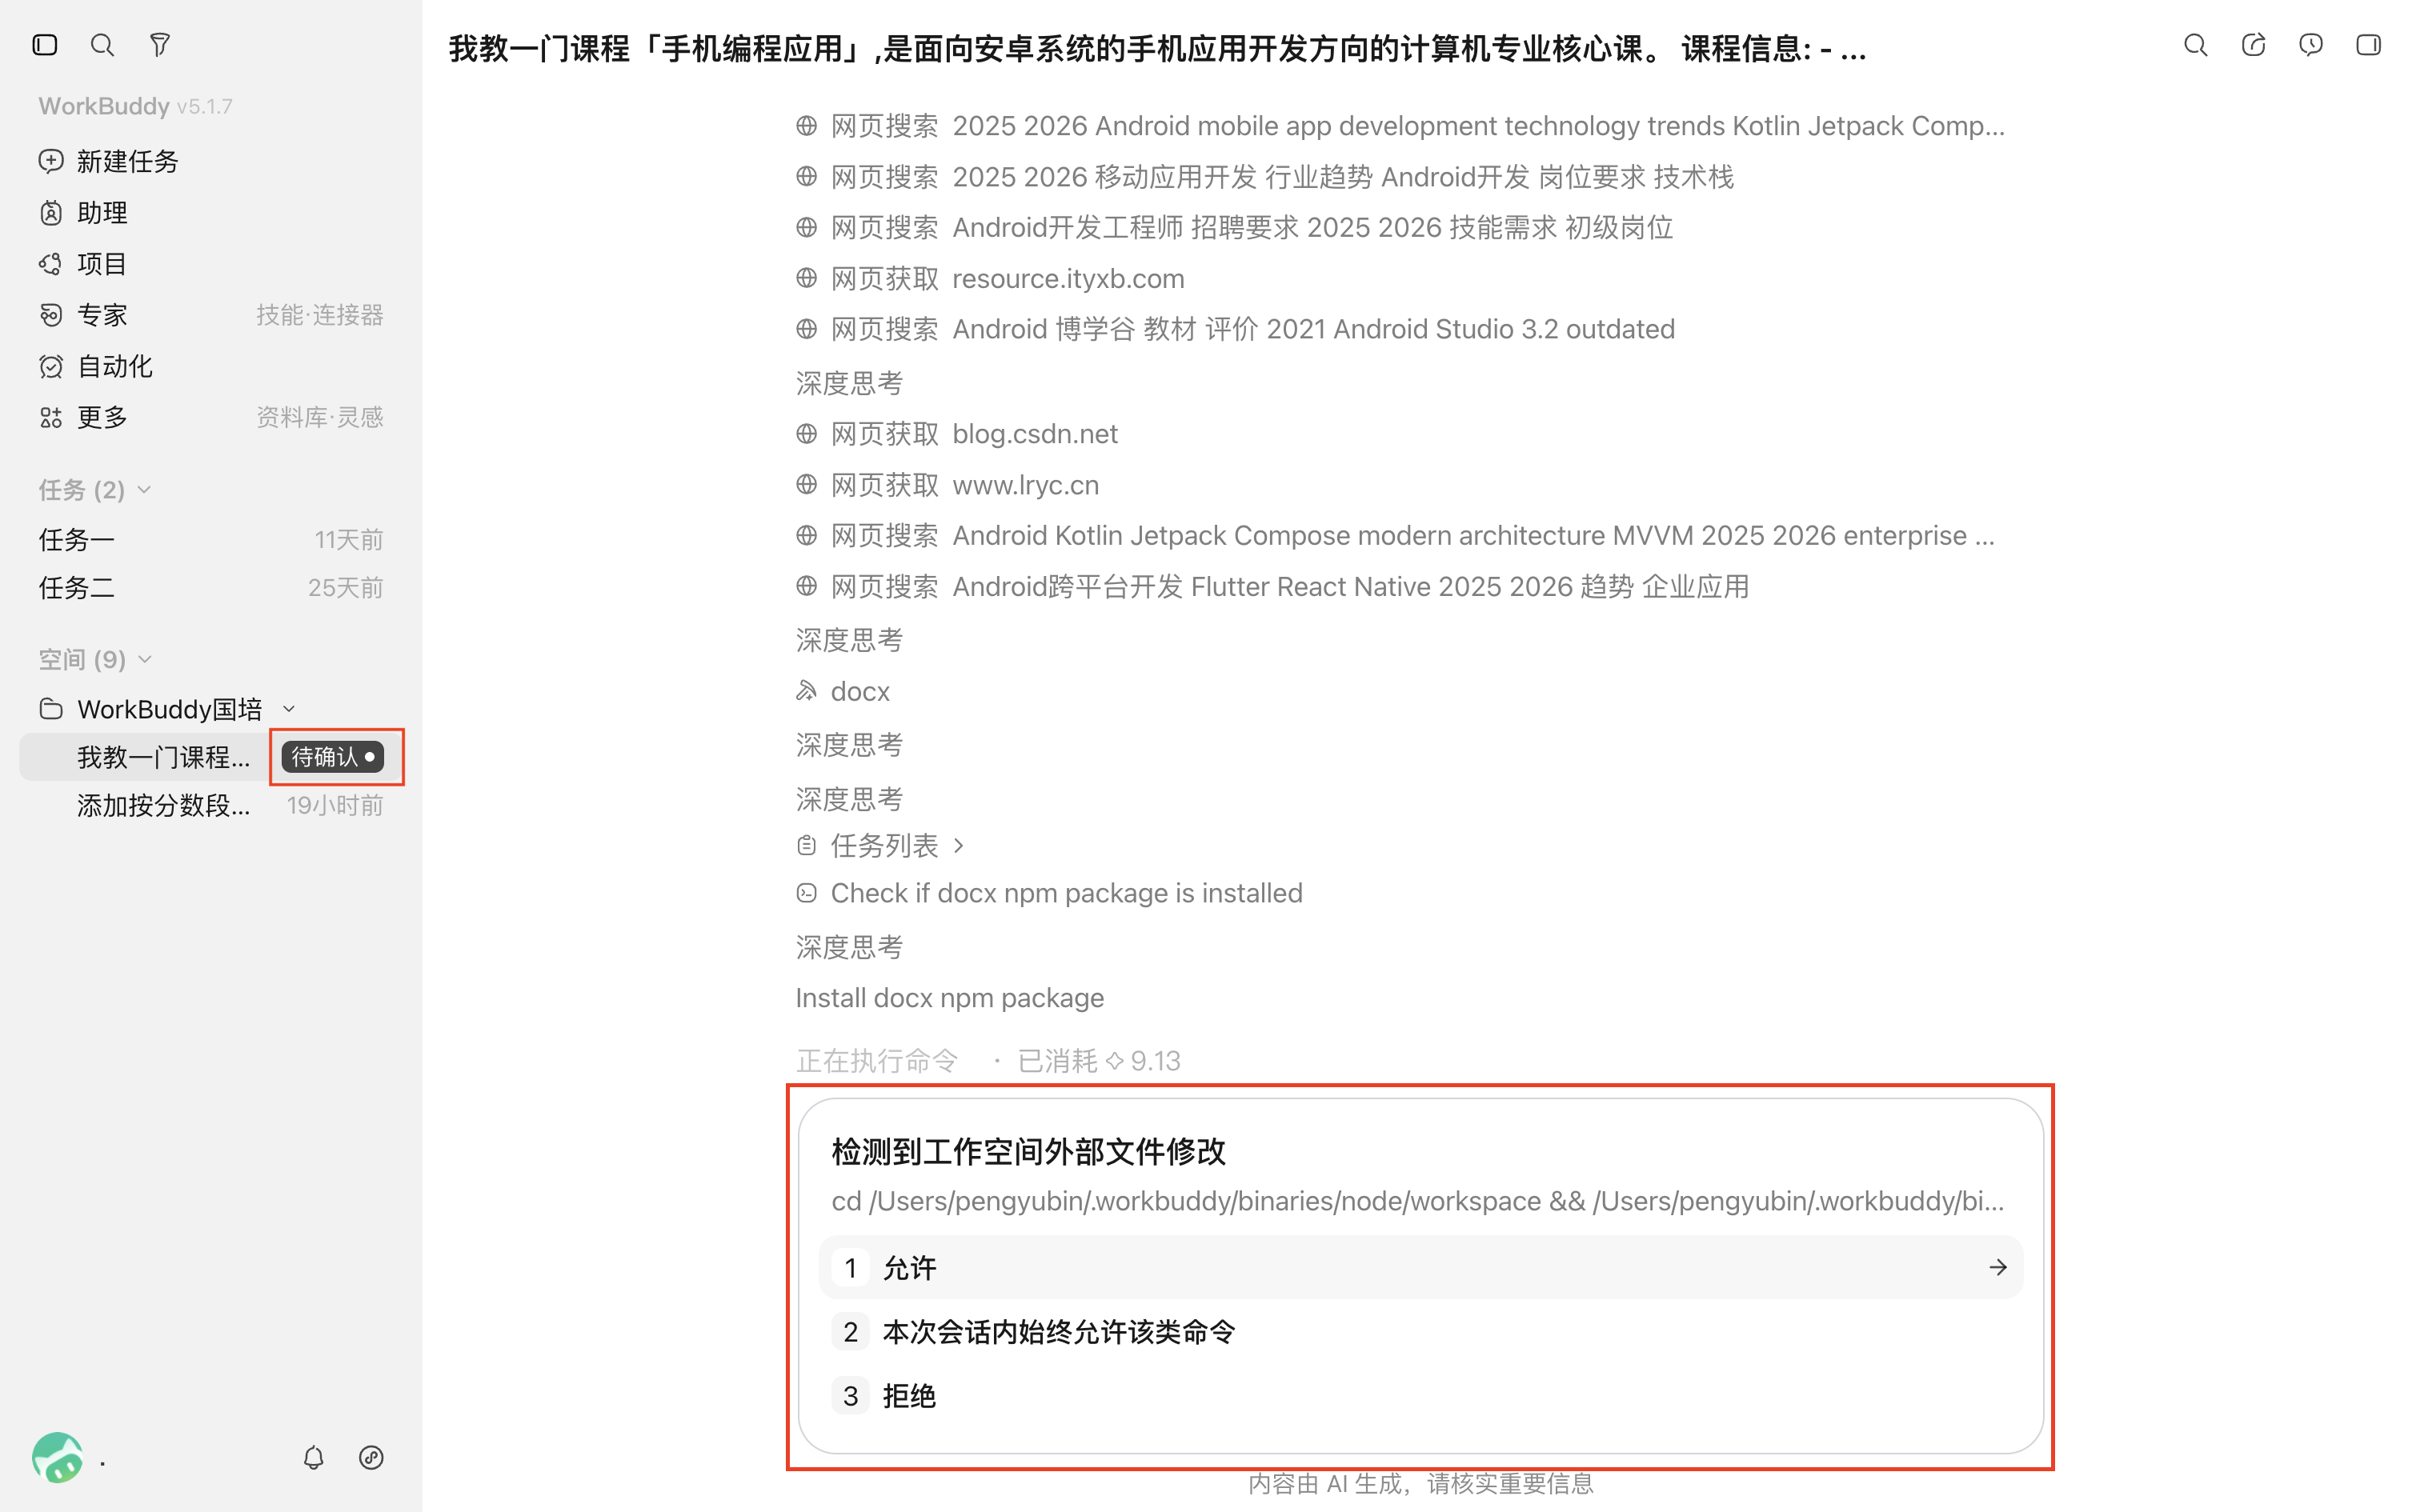 WorkBuddy v5.1.7
新建任务
助理
项目
专家 技能·连接器
自动化
更多 资料库·灵感
任务 (2)
任务一 11天前
任务二 25天前
空间 (9)
WorkBuddy国培
我教一门课程... 待确认
添加按分数段... 19小时前
.
我教一门课程「手机编程应用」,是面向安卓系统的手机应用开发方向的计算机专业核心课。 课程信息: - ...
网页搜索 2025 2026 Android mobile app development technology trends Kotlin Jetpack Comp...
网页搜索 2025 2026 移动应用开发 行业趋势 Android开发 岗位要求 技术栈
网页搜索 Android开发工程师 招聘要求 2025 2026 技能需求 初级岗位
网页获取 resource.ityxb.com
网页搜索 Android 博学谷 教材 评价 2021 Android Studio 3.2 outdated
深度思考
网页获取 blog.csdn.net
网页获取 www.lryc.cn
网页搜索 Android Kotlin Jetpack Compose modern architecture MVVM 2025 2026 enterprise ...
网页搜索 Android跨平台开发 Flutter React Native 2025 2026 趋势 企业应用
深度思考
docx
深度思考
深度思考
任务列表
Check if docx npm package is installed
深度思考
Install docx npm package
正在执行命令 · 已消耗 9.13
检测到工作空间外部文件修改
cd /Users/pengyubin/.workbuddy/binaries/node/workspace && /Users/pengyubin/.workbuddy/bi...
1 允许
2 本次会话内始终允许该类命令
3 拒绝
内容由 AI 生成，请核实重要信息